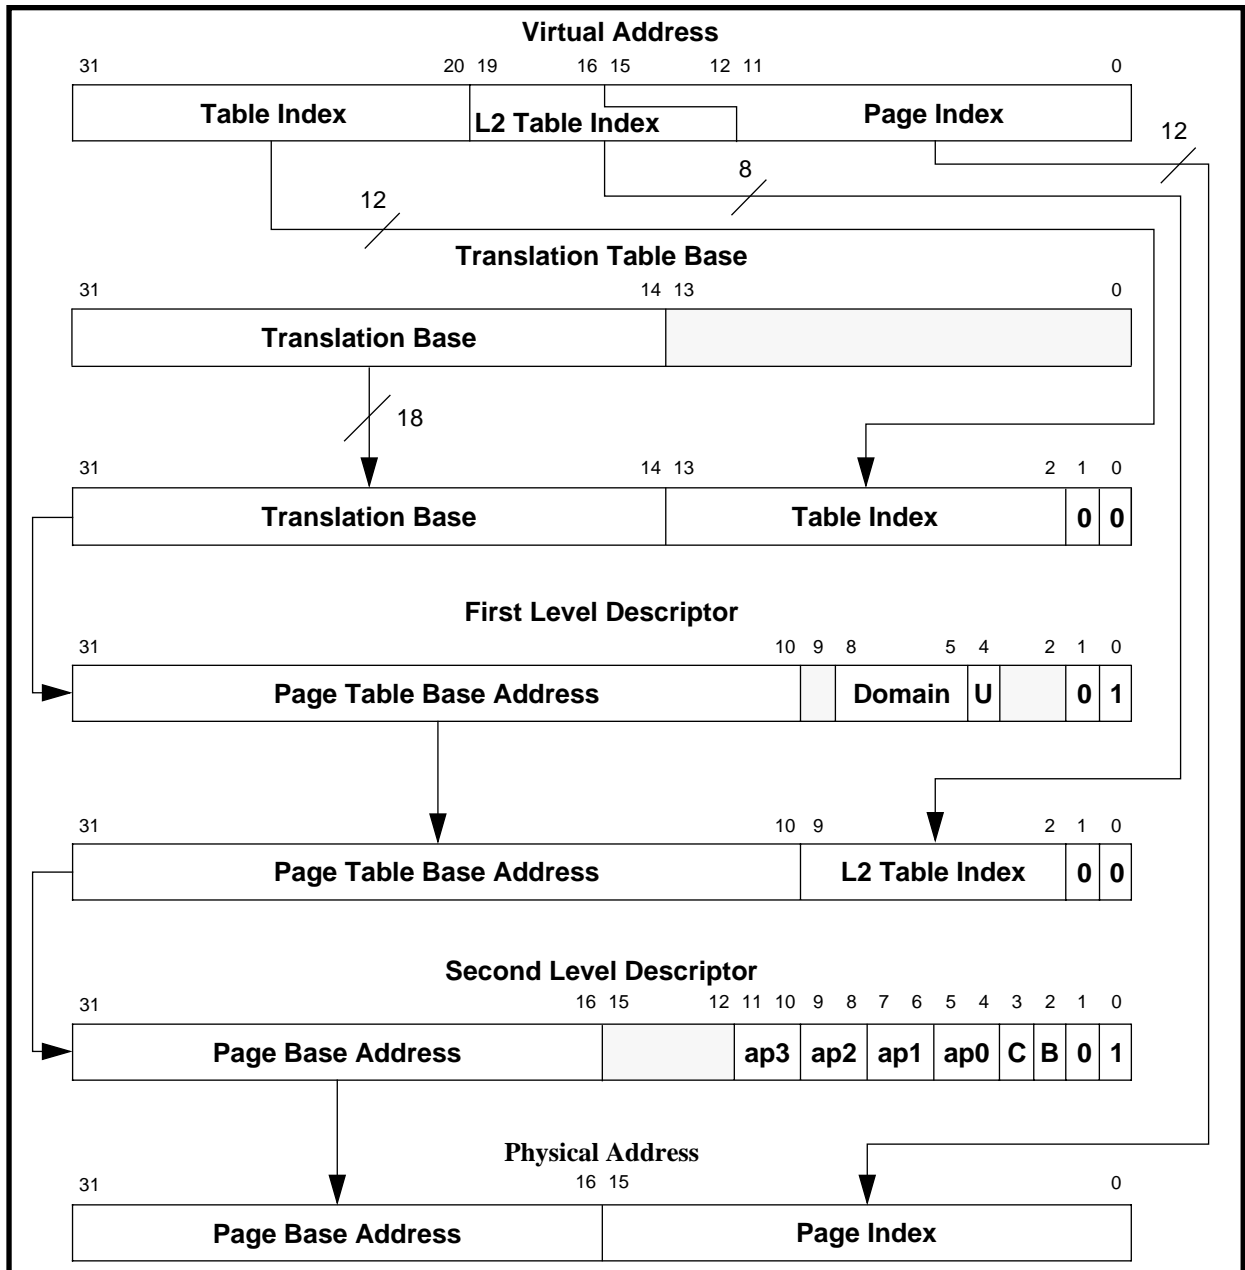 Virtual Address
31 20 19 16 15 12 11 0
Table Index L2 Table Index Page Index
12
8
12
Translation Table Base
31 14 13 0
Translation Base
18
31 14 13 2 1 0
Translation Base Table Index 0 0
First Level Descriptor
31 10 9 8 5 4 2 1 0
Page Table Base Address Domain U 0 1
31 10 9 2 1 0
Page Table Base Address L2 Table Index 0 0
Second Level Descriptor
31 16 15 12 11 10 9 8 7 6 5 4 3 2 1 0
Page Base Address ap3 ap2 ap1 ap0 C B 0 1
Physical Address
31 16 15 0
Page Base Address Page Index